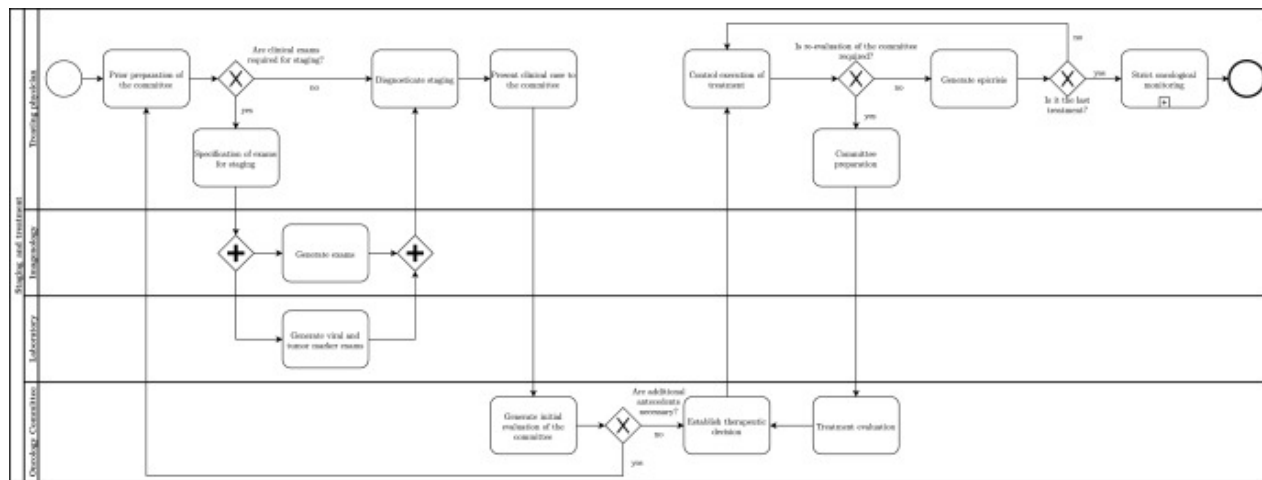 Staging and treatment
Treating physician
Prior preparation of
the committee
Are clinical exams
required for staging?
no
yes
Specification of exams
for staging
Diagnosticate staging
Present clinical case to
the committee
Control execution of
treatment
Is re-evaluation of the committee
required?
no
yes
Committee
preparation
Generate epicrisis
no
yes
Is it the last
treatment?
Strict oncological
monitoring
Imagenology
Generate exams
Laboratory
Generate viral and
tumor marker exams
Oncology Committee
Generate initial
evaluation of the
committee
Are additional
antecedents
necessary?
no
yes
Establish therapeutic
decision
Treatment evaluation